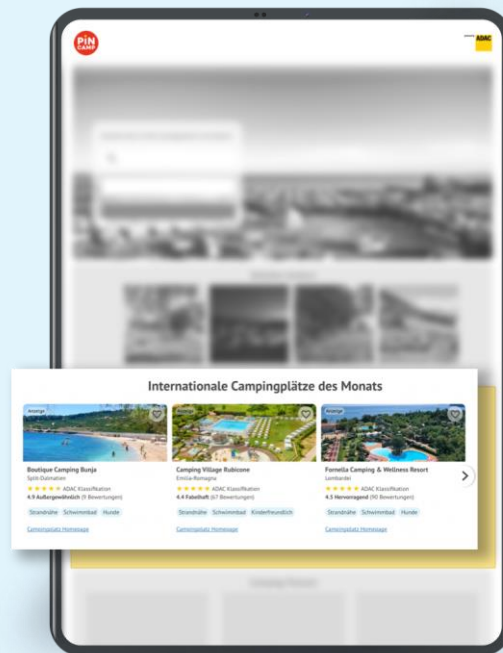 PiN
CAMP
ADAC
Internationale Campingplätze des Monats
Anzeige
Boutique Camping Bunja
Split-Dalmatien
★★★★★ ADAC Klassifikation
4.9 Außergewöhnlich (9 Bewertungen)
Strandnähe Schwimmbad Hunde
Campingplatz Homepage
Anzeige
Camping Village Rubicone
Emilia-Romagna
★★★★★ ADAC Klassifikation
4.4 Fabelhaft (67 Bewertungen)
Strandnähe Schwimmbad Kinderfreundlich
Campingplatz Homepage
Anzeige
Fornella Camping & Wellness Resort
Lombardei
★★★★★ ADAC Klassifikation
4.5 Hervorragend (90 Bewertungen)
Strandnähe Schwimmbad Hunde
Campingplatz Homepage